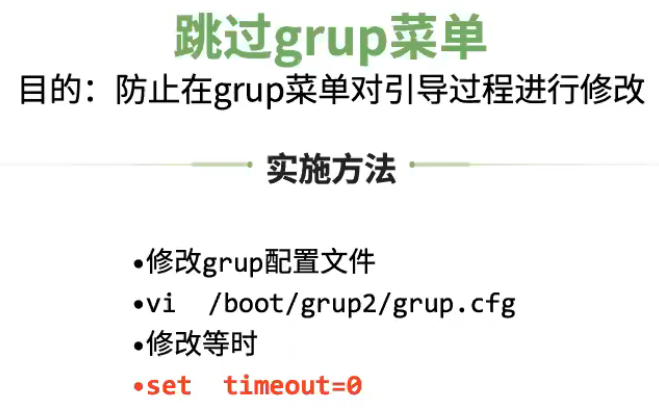 跳过grup菜单
目的：防止在grup菜单对引导过程进行修改
实施方法
•修改grup配置文件
•vi  /boot/grup2/grup.cfg
•修改等时
•set  timeout=0